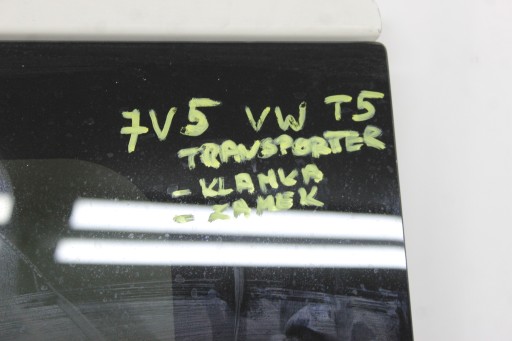 7V5 VW T5
TRANSPORTER
- KLAMKA
- ZAMEK